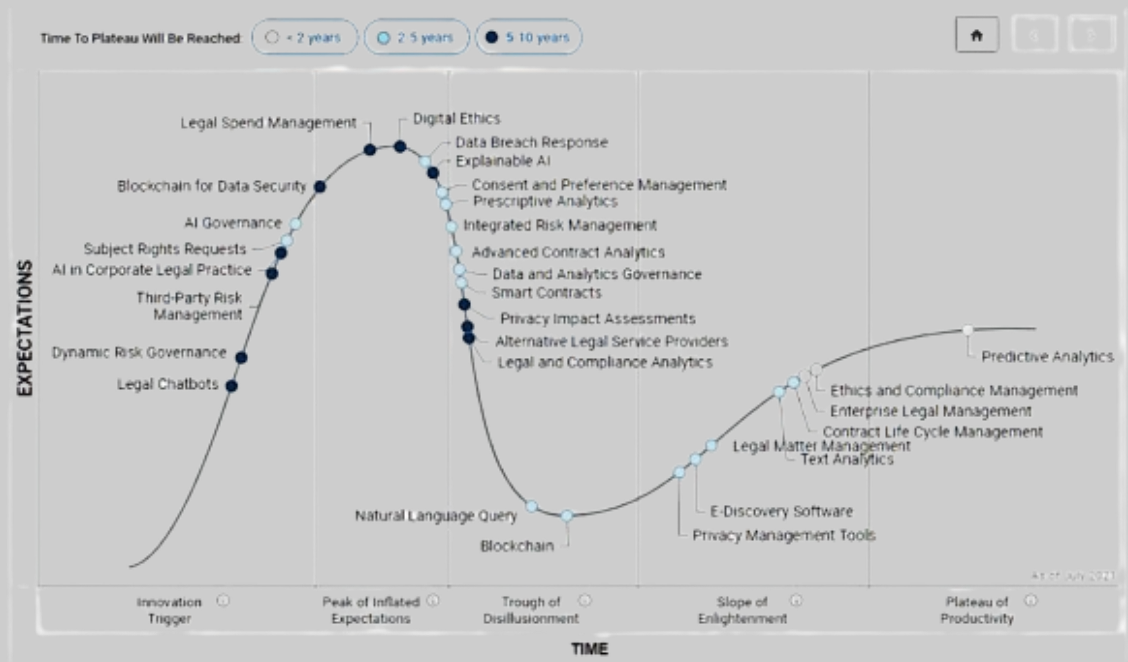 Time To Plateau Will Be Reached:
< 2 years
2 5 years
5 10 years
Legal Spend Management
Digital Ethics
Data Breach Response
Explainable AI
Blockchain for Data Security
Consent and Preference Management
Prescriptive Analytics
AI Governance
Integrated Risk Management
Subject Rights Requests
Advanced Contract Analytics
AI in Corporate Legal Practice
Data and Analytics Governance
Smart Contracts
Third-Party Risk
Management
Privacy Impact Assessments
Alternative Legal Service Providers
Dynamic Risk Governance
Legal and Compliance Analytics
Legal Chatbots
Predictive Analytics
Ethics and Compliance Management
Enterprise Legal Management
Contract Life Cycle Management
Legal Matter Management
Text Analytics
Natural Language Query
E-Discovery Software
Privacy Management Tools
Blockchain
As of July 2021
EXPECTATIONS
Innovation
Trigger
Peak of Inflated
Expectations
Trough of
Disillusionment
Slope of
Enlightenment
Plateau of
Productivity
TIME